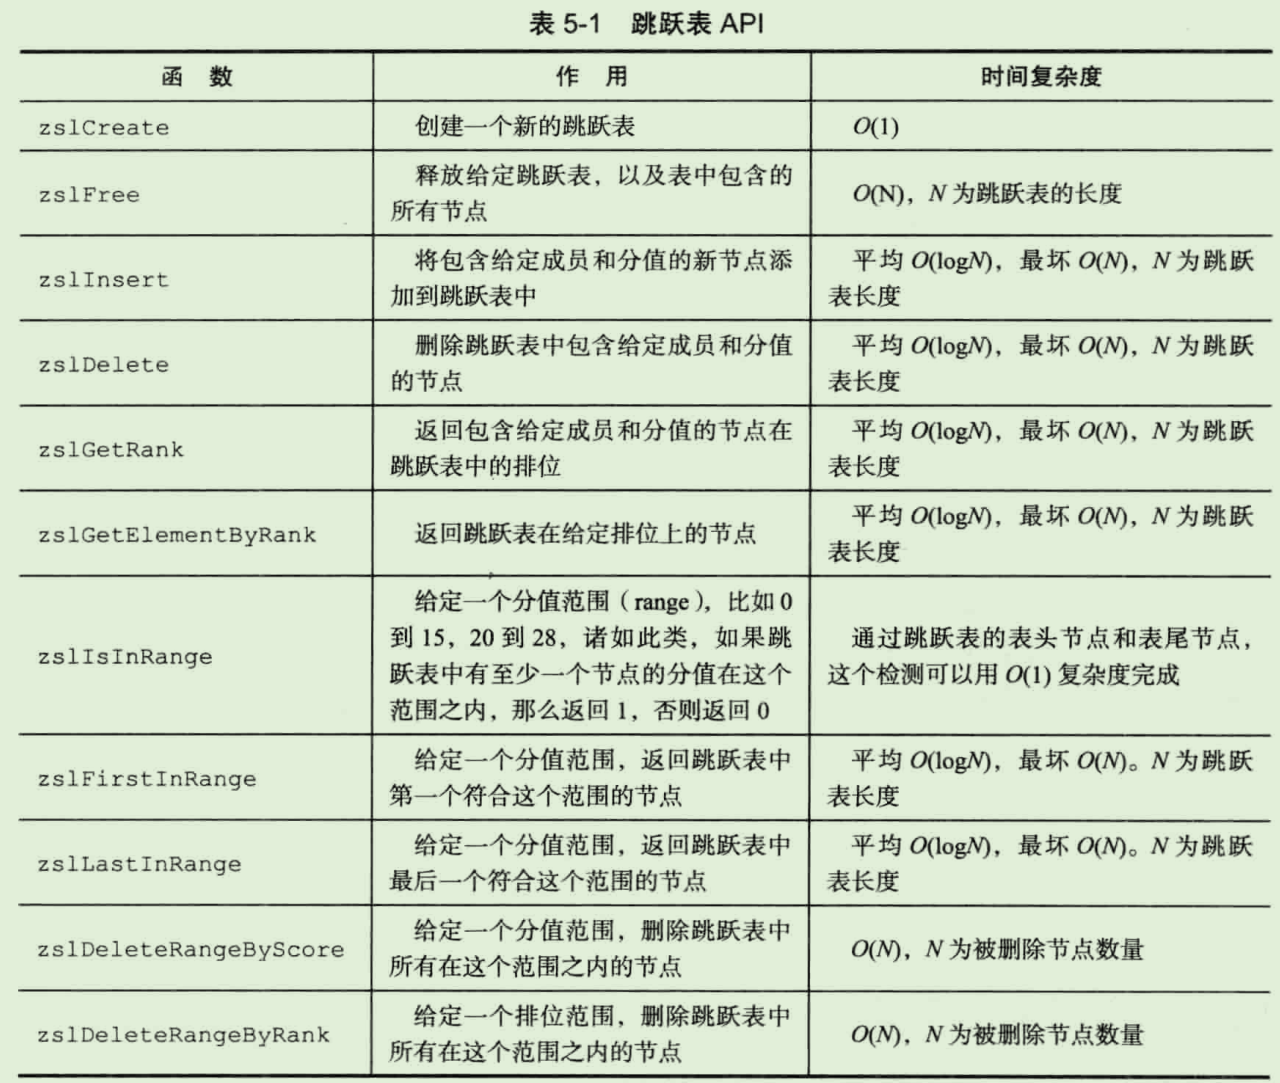 表 5-1 跳跃表 API
函 数 作 用 时间复杂度
zslCreate 创建一个新的跳跃表 O(1)
zslFree 释放给定跳跃表，以及表中包含的
所有节点 O(N)，N 为跳跃表的长度
zslInsert 将包含给定成员和分值的新节点添
加到跳跃表中 平均 O(logN)，最坏 O(N)，N 为跳跃
表长度
zslDelete 删除跳跃表中包含给定成员和分值
的节点 平均 O(logN)，最坏 O(N)，N 为跳跃
表长度
zslGetRank 返回包含给定成员和分值的节点在
跳跃表中的排位 平均 O(logN)，最坏 O(N)，N 为跳跃
表长度
zslGetElementByRank 返回跳跃表在给定排位上的节点 平均 O(logN)，最坏 O(N)，N 为跳跃
表长度
zslIsInRange 给定一个分值范围（range），比如 0
到 15，20 到 28，诸如此类，如果跳
跃表中有至少一个节点的分值在这个
范围之内，那么返回 1，否则返回 0 通过跳跃表的表头节点和表尾节点，
这个检测可以用 O(1) 复杂度完成
zslFirstInRange 给定一个分值范围，返回跳跃表中
第一个符合这个范围的节点 平均 O(logN)，最坏 O(N)。N 为跳跃
表长度
zslLastInRange 给定一个分值范围，返回跳跃表中
最后一个符合这个范围的节点 平均 O(logN)，最坏 O(N)。N 为跳跃
表长度
zslDeleteRangeByScore 给定一个分值范围，删除跳跃表中
所有在这个范围之内的节点 O(N)，N 为被删除节点数量
zslDeleteRangeByRank 给定一个排位范围，删除跳跃表中
所有在这个范围之内的节点 O(N)，N 为被删除节点数量